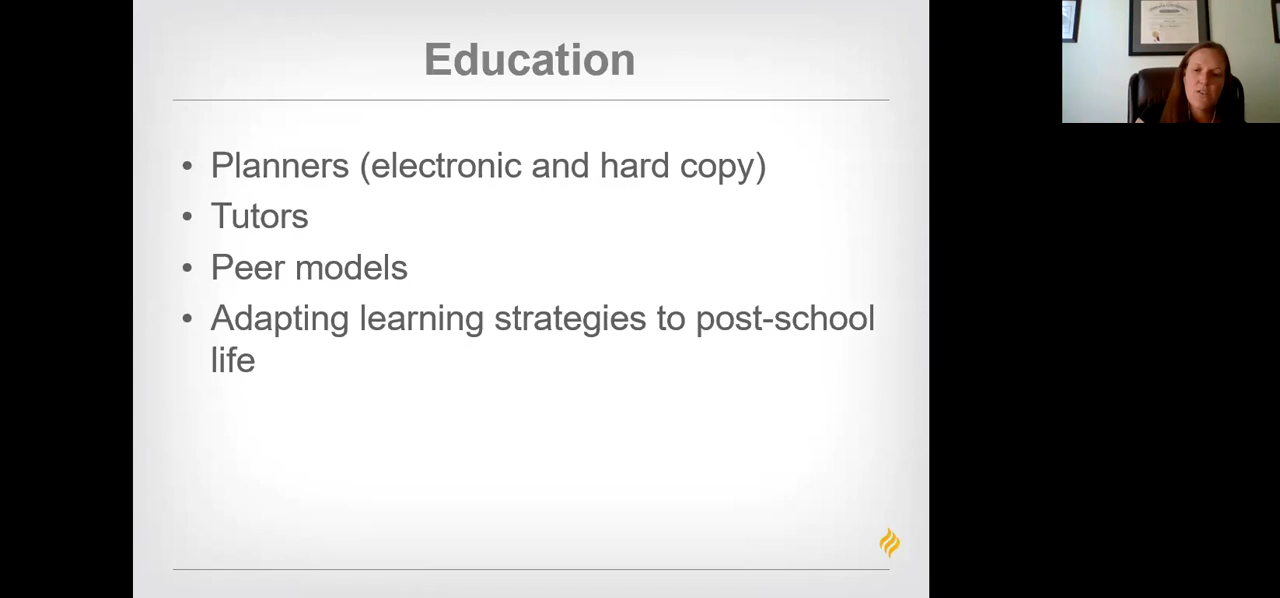 Education
• Planners (electronic and hard copy)
• Tutors
• Peer models
• Adapting learning strategies to post-school
life